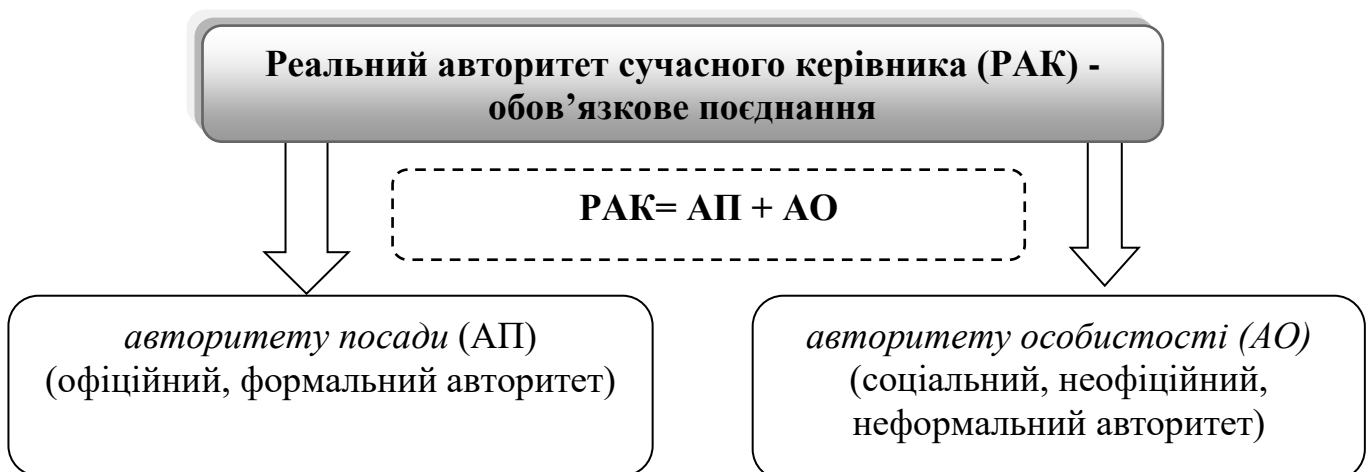 Реальний авторитет сучасного керівника (РАК) -
обов’язкове поєднання
РАК= АП + АО
авторитету посади (АП)
(офіційний, формальний авторитет)
авторитету особистості (АО)
(соціальний, неофіційний,
неформальний авторитет)